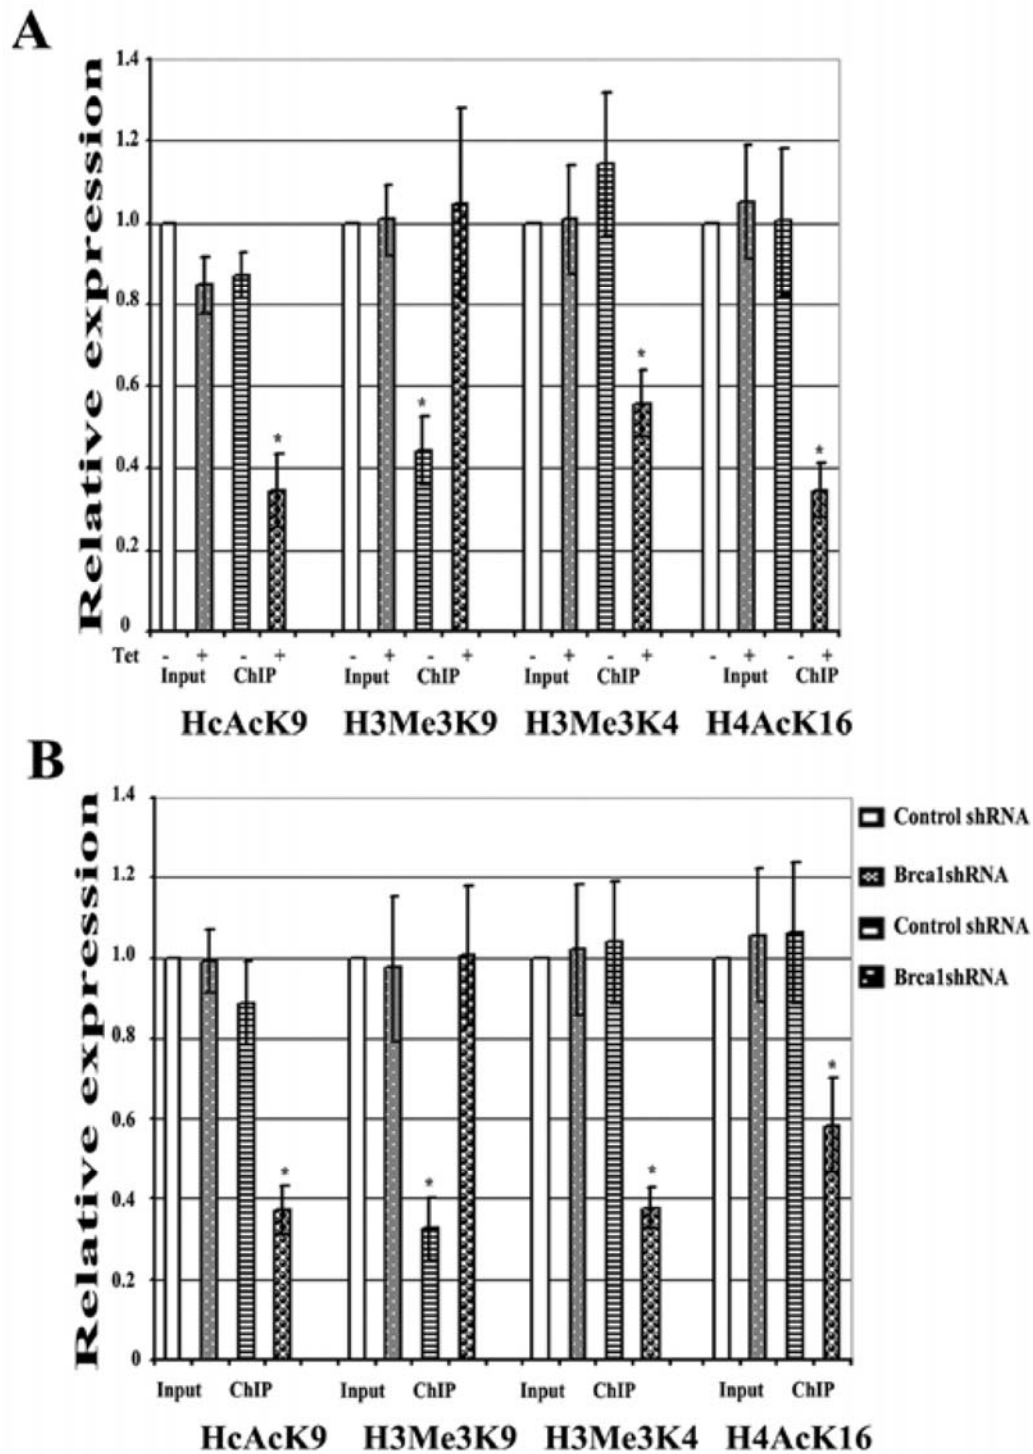 A
Relative expression
1.4
1.2
1.0
0.8
0.6
0.4
0.2
0
* * * *
Tet - + - + - + - + - + - + - + - +
Input ChIP Input ChIP Input ChIP Input ChIP
HcAcK9 H3Me3K9 H3Me3K4 H4AcK16
B
Relative expression
1.4
1.2
1.0
0.8
0.6
0.4
0.2
0
* * * *
Control shRNA
Brca1shRNA
Control shRNA
Brca1shRNA
Input ChIP Input ChIP Input ChIP Input ChIP
HcAcK9 H3Me3K9 H3Me3K4 H4AcK16